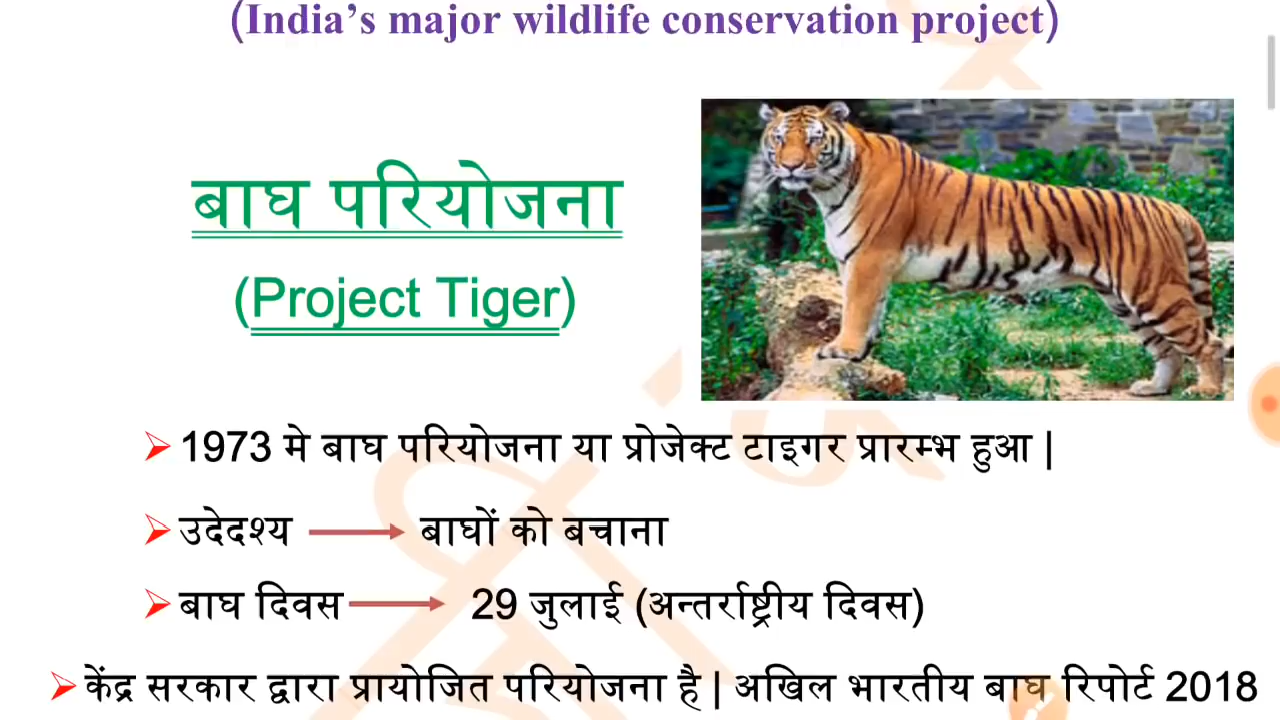 (India's major wildlife conservation project)
बाघ परियोजना
(Project Tiger)
1973 मे बाघ परियोजना या प्रोजेक्ट टाइगर प्रारम्भ हुआ |
उदेदश्य बाघों को बचाना
बाघ दिवस 29 जुलाई (अन्तर्राष्ट्रीय दिवस)
केंद्र सरकार द्वारा प्रायोजित परियोजना है | अखिल भारतीय बाघ रिपोर्ट 2018